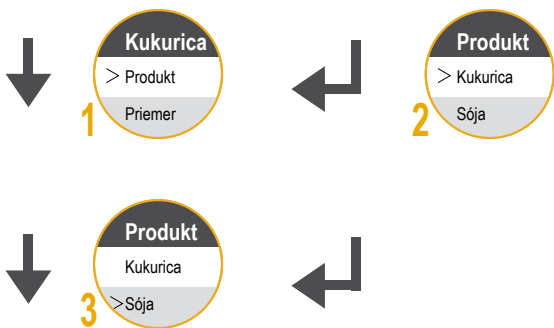 Kukurica
> Produkt
Priemer
1
Produkt
> Kukurica
Sója
2
Produkt
Kukurica
>Sója
3